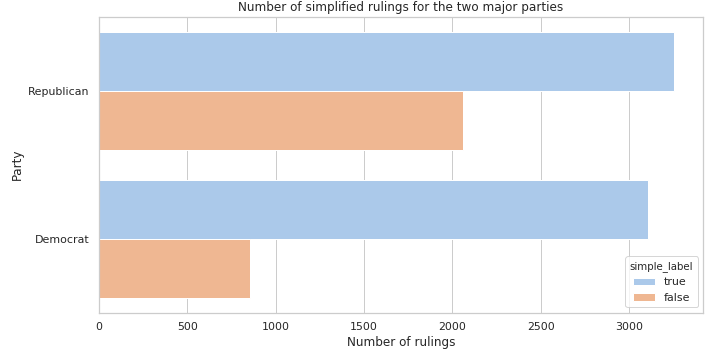 Number of simplified rulings for the two major parties
Party
Republican
Democrat
simple_label
true
false
0 500 1000 1500 2000 2500 3000
Number of rulings